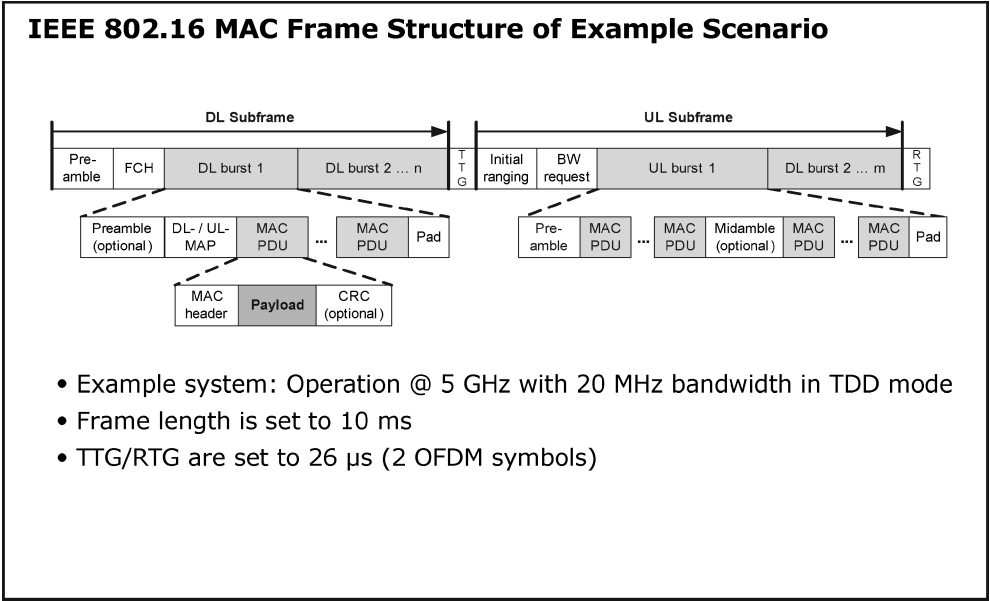 IEEE 802.16 MAC Frame Structure of Example Scenario
DL Subframe
UL Subframe
Pre-
amble
FCH
DL burst 1
DL burst 2 ... n
T
T
G
Initial
ranging
BW
request
UL burst 1
DL burst 2 ... m
R
T
G
Preamble
(optional)
DL- / UL-
MAP
MAC
PDU
...
MAC
PDU
Pad
Pre-
amble
MAC
PDU
...
MAC
PDU
Midamble
(optional)
MAC
PDU
...
MAC
PDU
Pad
MAC
header
Payload
CRC
(optional)
• Example system: Operation @ 5 GHz with 20 MHz bandwidth in TDD mode
• Frame length is set to 10 ms
• TTG/RTG are set to 26 µs (2 OFDM symbols)